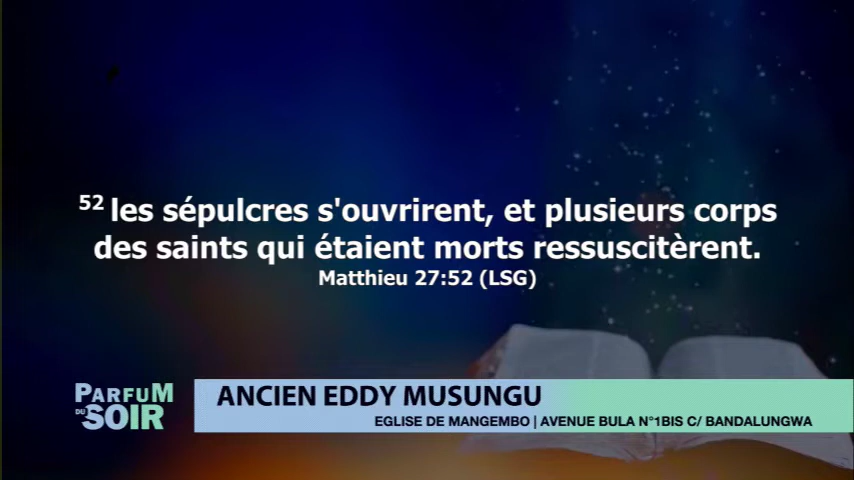 52 les sépulcres s'ouvrirent, et plusieurs corps
des saints qui étaient morts ressuscitèrent.
Matthieu 27:52 (LSG)
PARFUM
DU SOIR
ANCIEN EDDY MUSUNGU
EGLISE DE MANGEMBO | AVENUE BULA N°1BIS C/ BANDALUNGWA